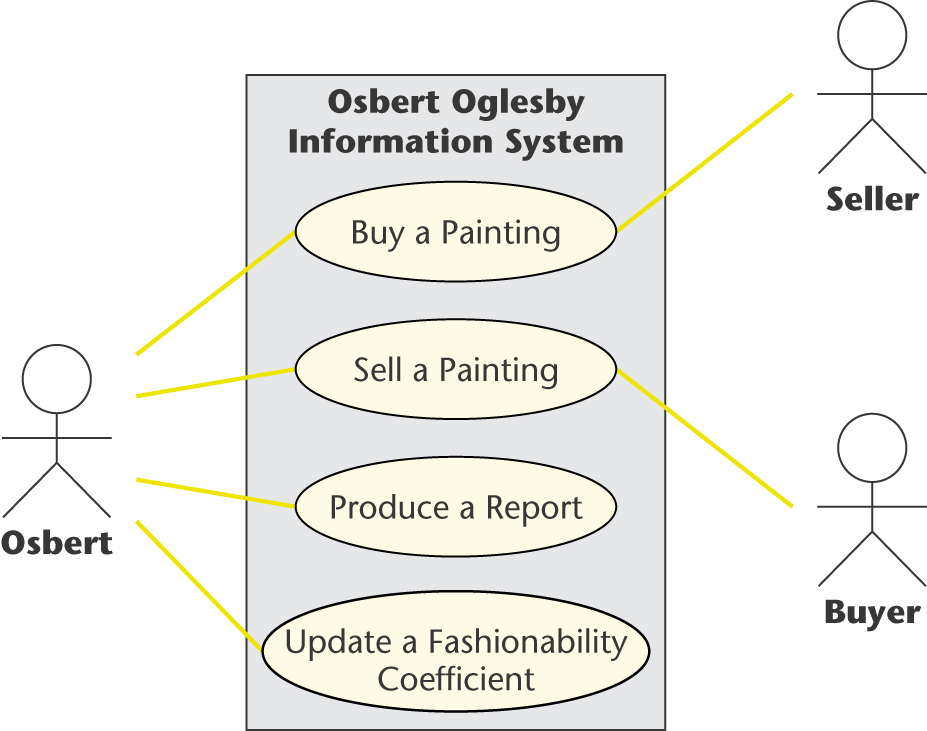 Osbert Oglesby
Information System
Seller
Buy a Painting
Sell a Painting
Produce a Report
Osbert
Buyer
Update a Fashionability
Coefficient